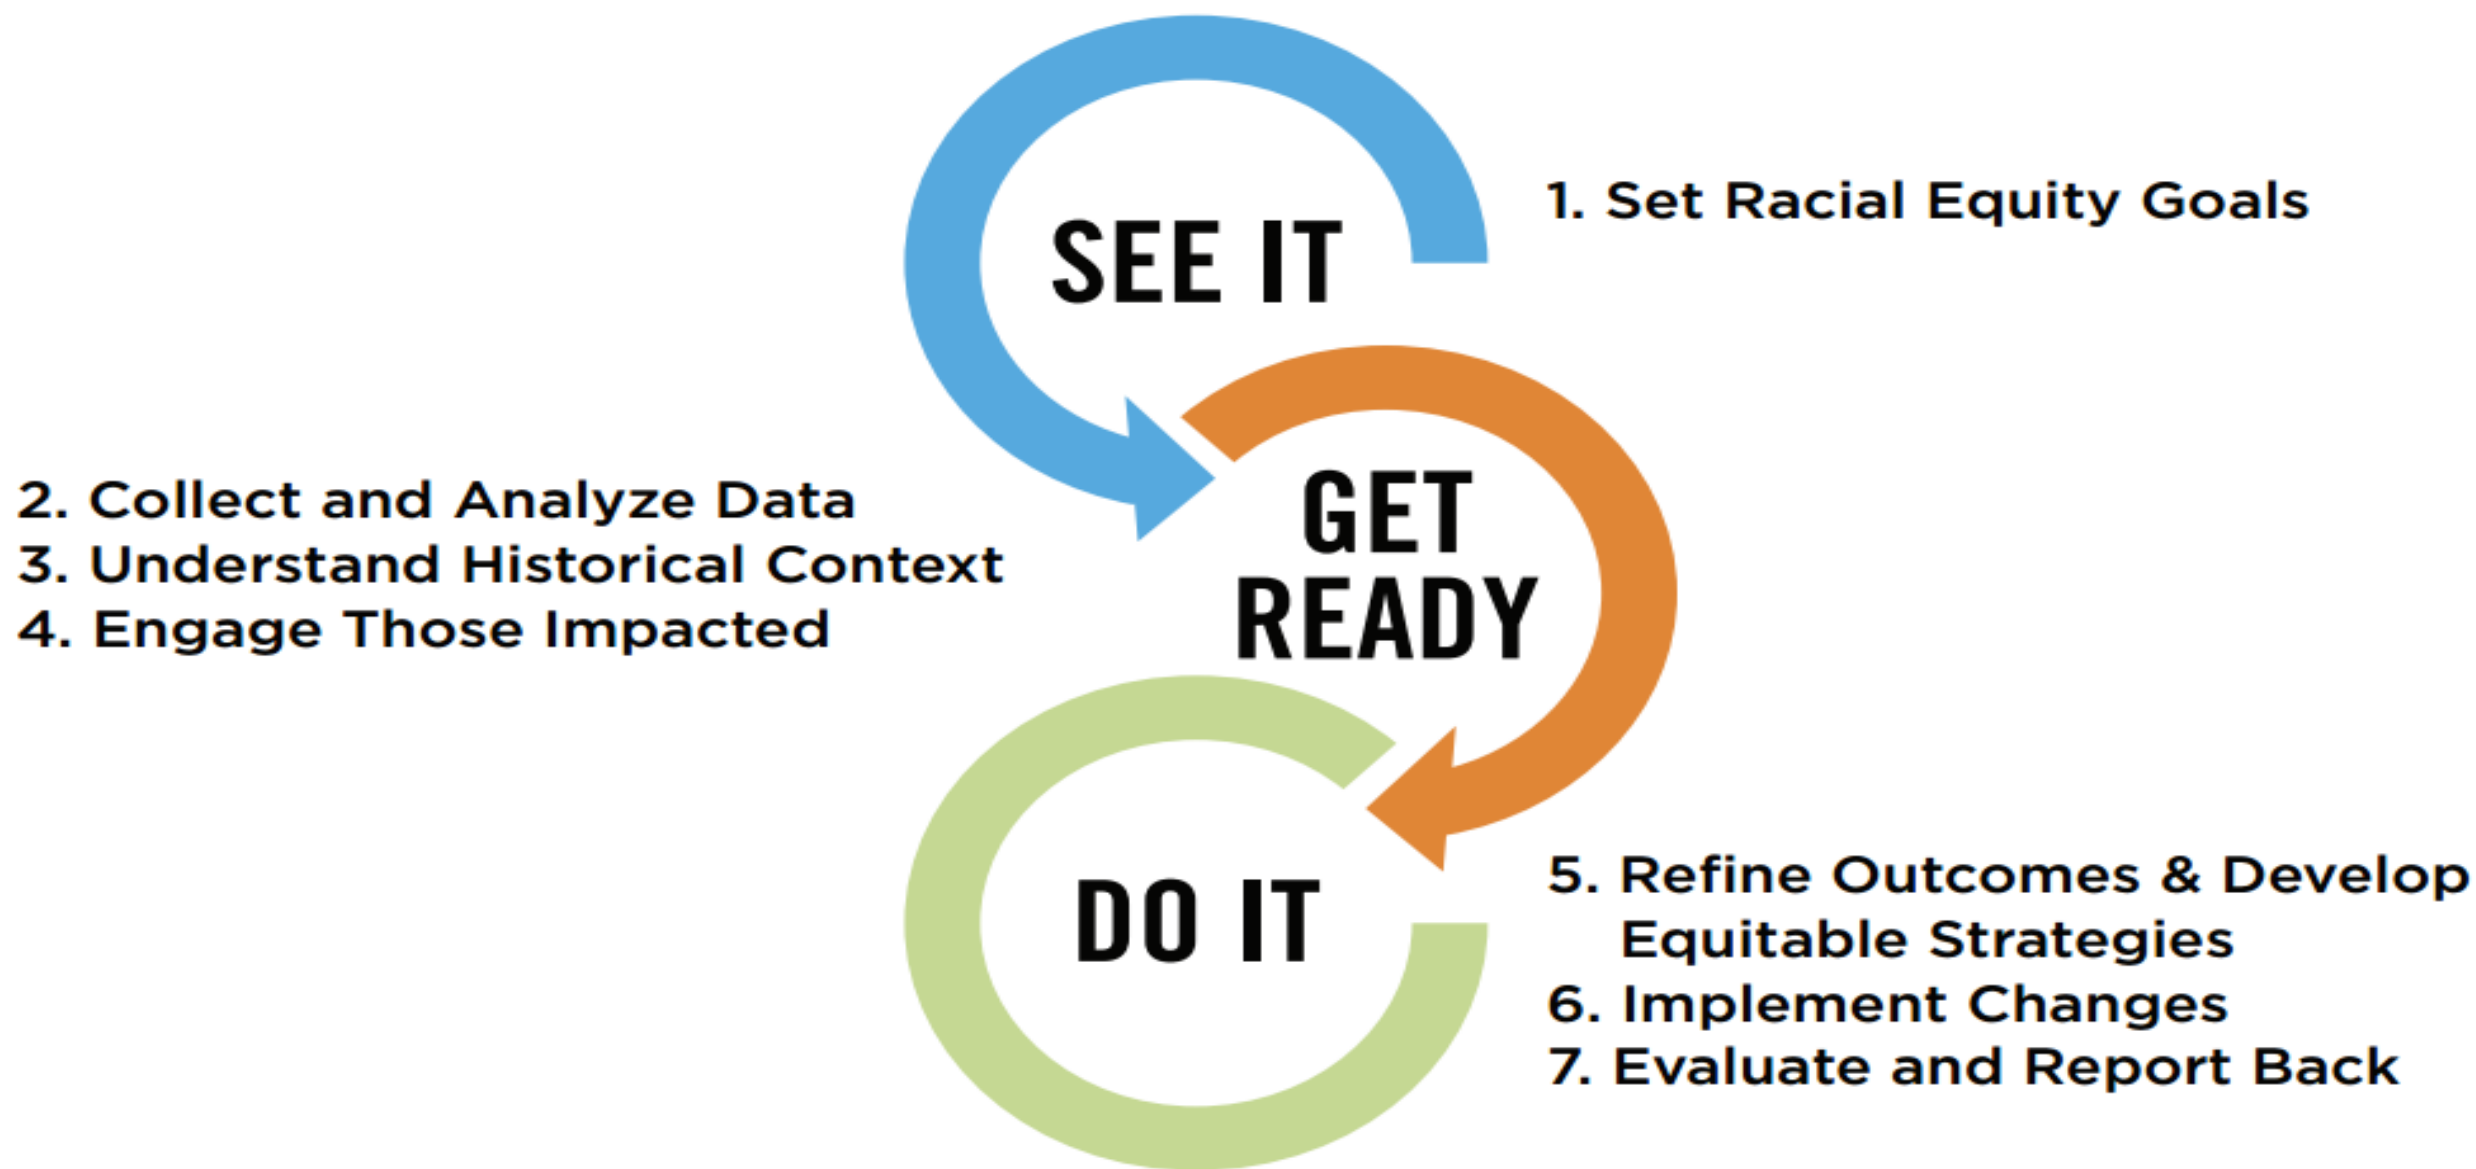 SEE IT
1. Set Racial Equity Goals
GET
READY
2. Collect and Analyze Data
3. Understand Historical Context
4. Engage Those Impacted
DO IT
5. Refine Outcomes & Develop
Equitable Strategies
6. Implement Changes
7. Evaluate and Report Back